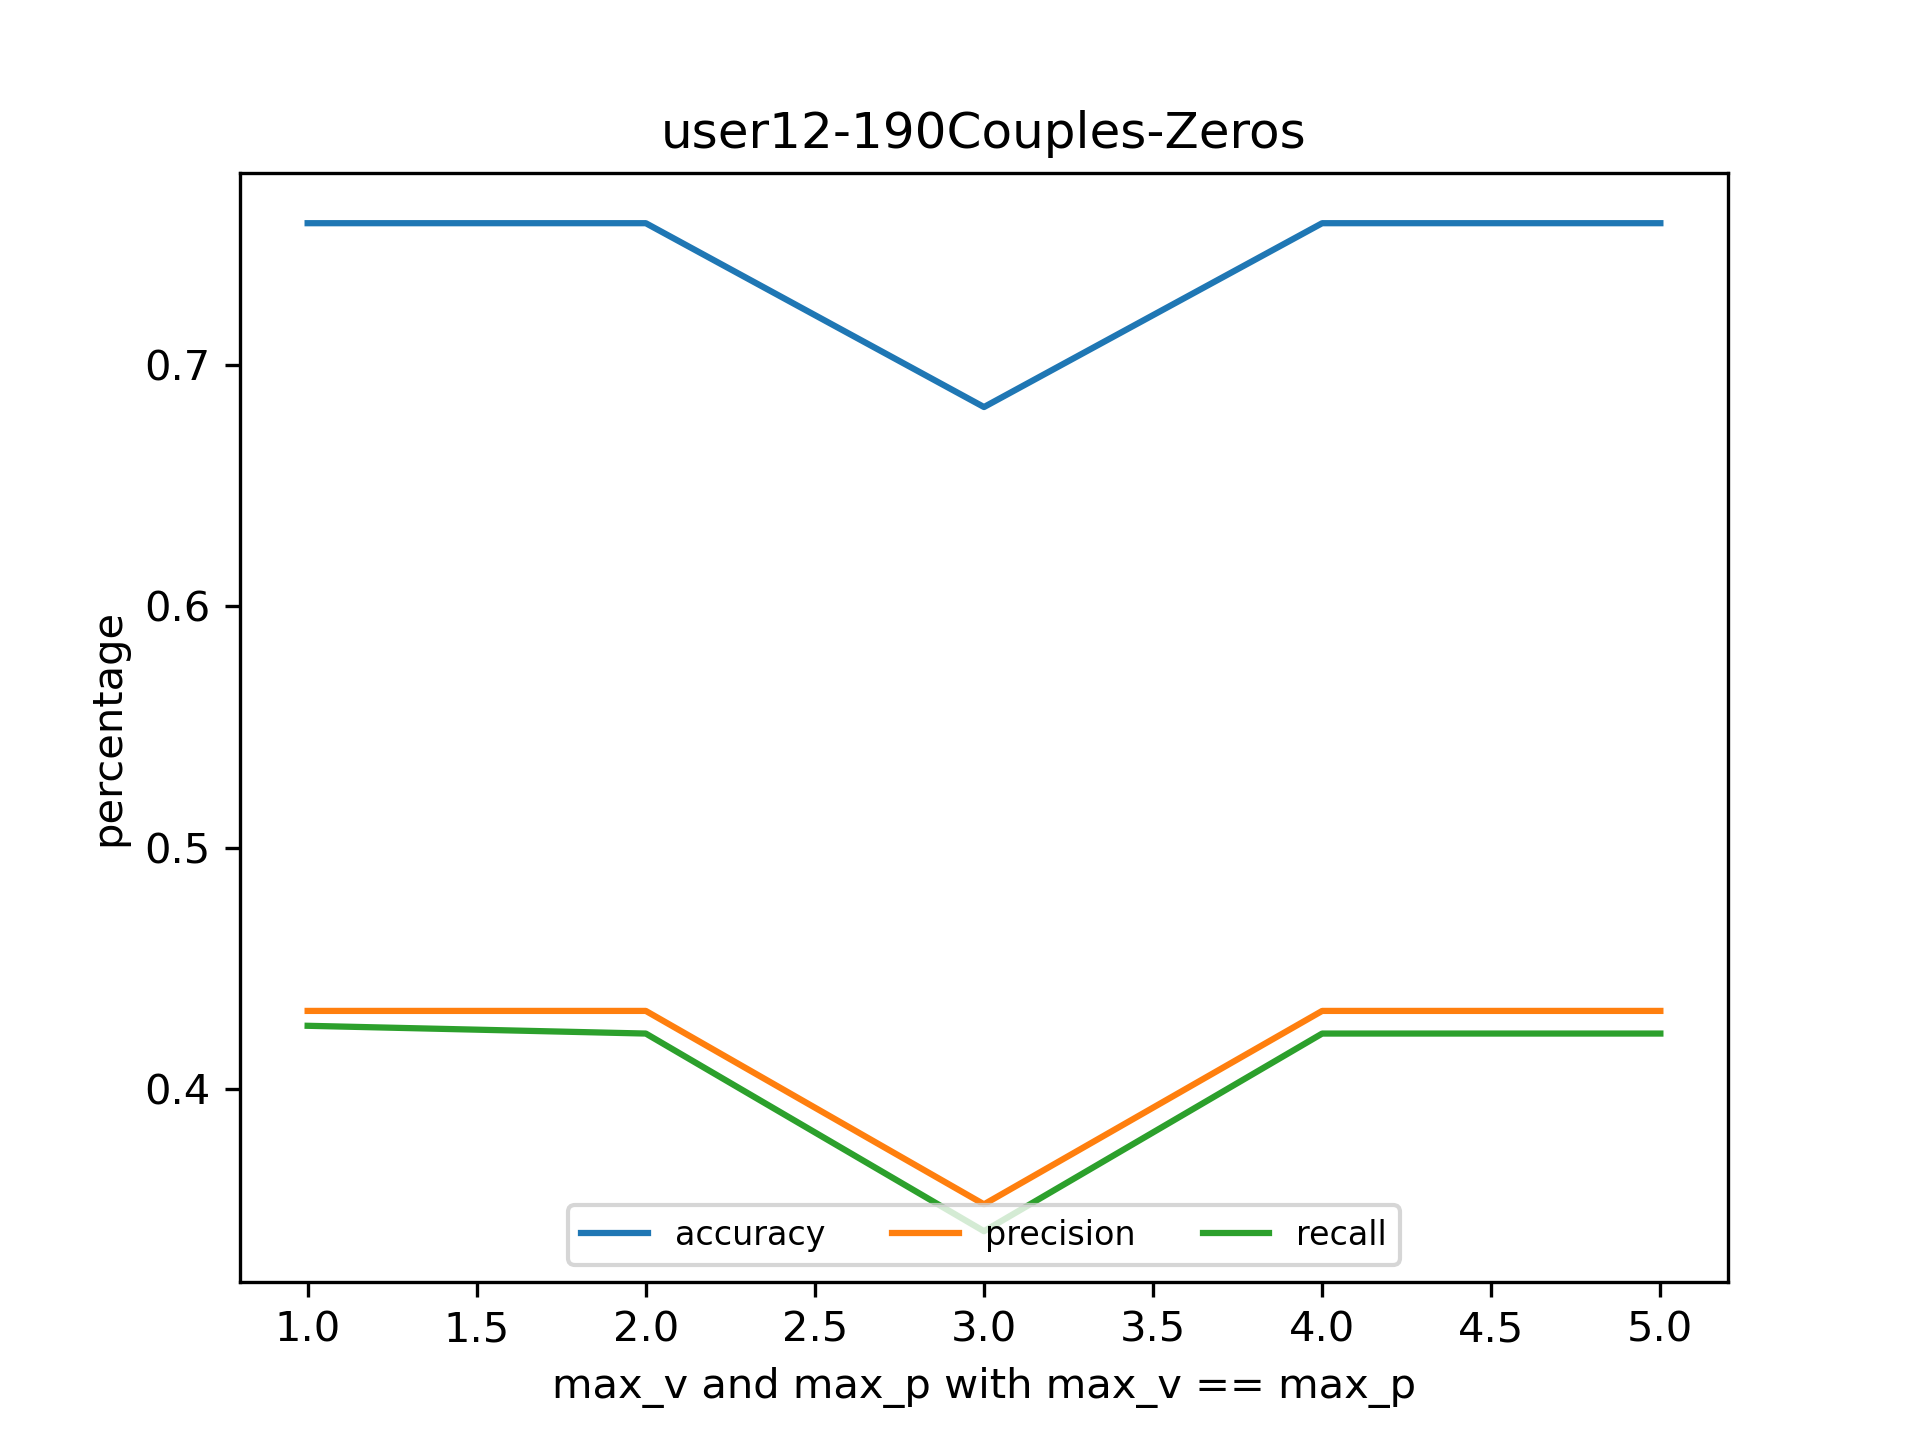 user12-190Couples-Zeros
percentage
0.7
0.6
0.5
0.4
accuracy precision recall
1.0 1.5 2.0 2.5 3.0 3.5 4.0 4.5 5.0
max_v and max_p with max_v == max_p